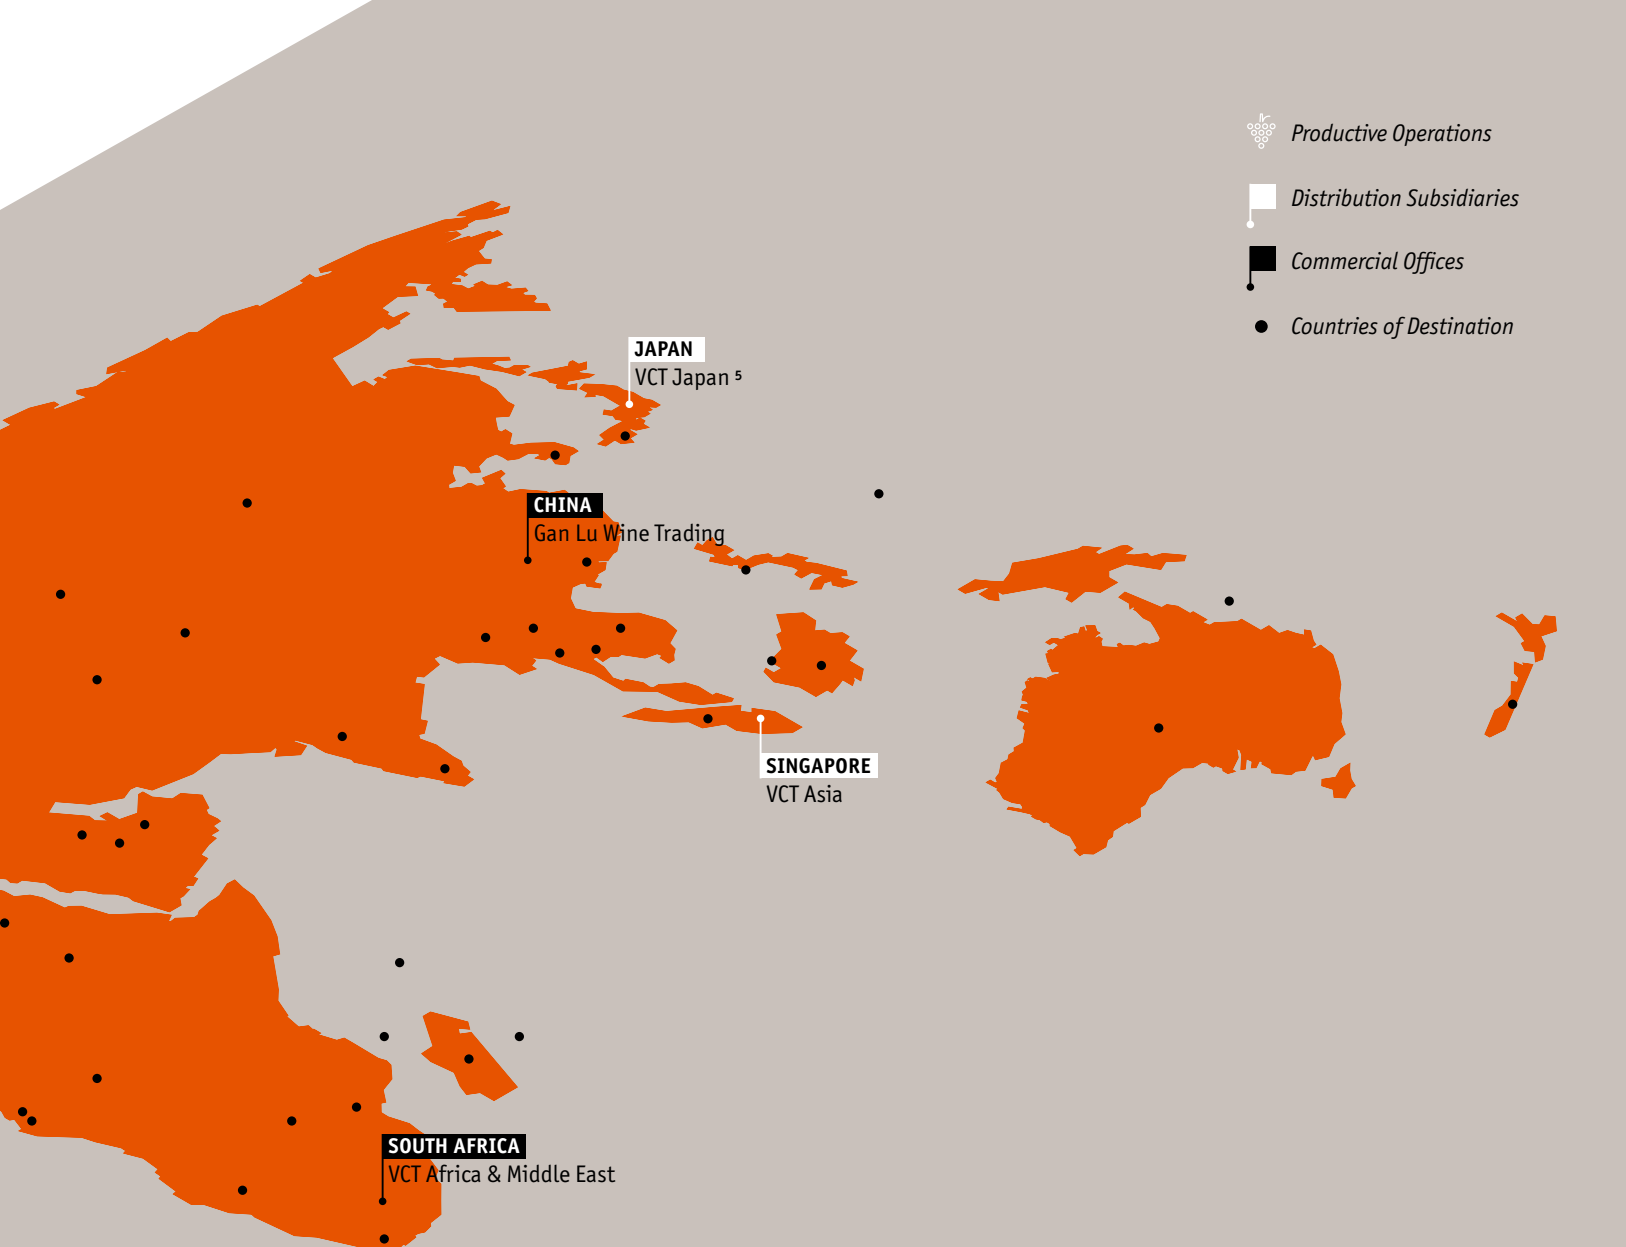 Productive Operations
Distribution Subsidiaries
Commercial Offices
Countries of Destination
JAPAN
VCT Japan ⁵
CHINA
Gan Lu Wine Trading
SINGAPORE
VCT Asia
SOUTH AFRICA
VCT Africa & Middle East